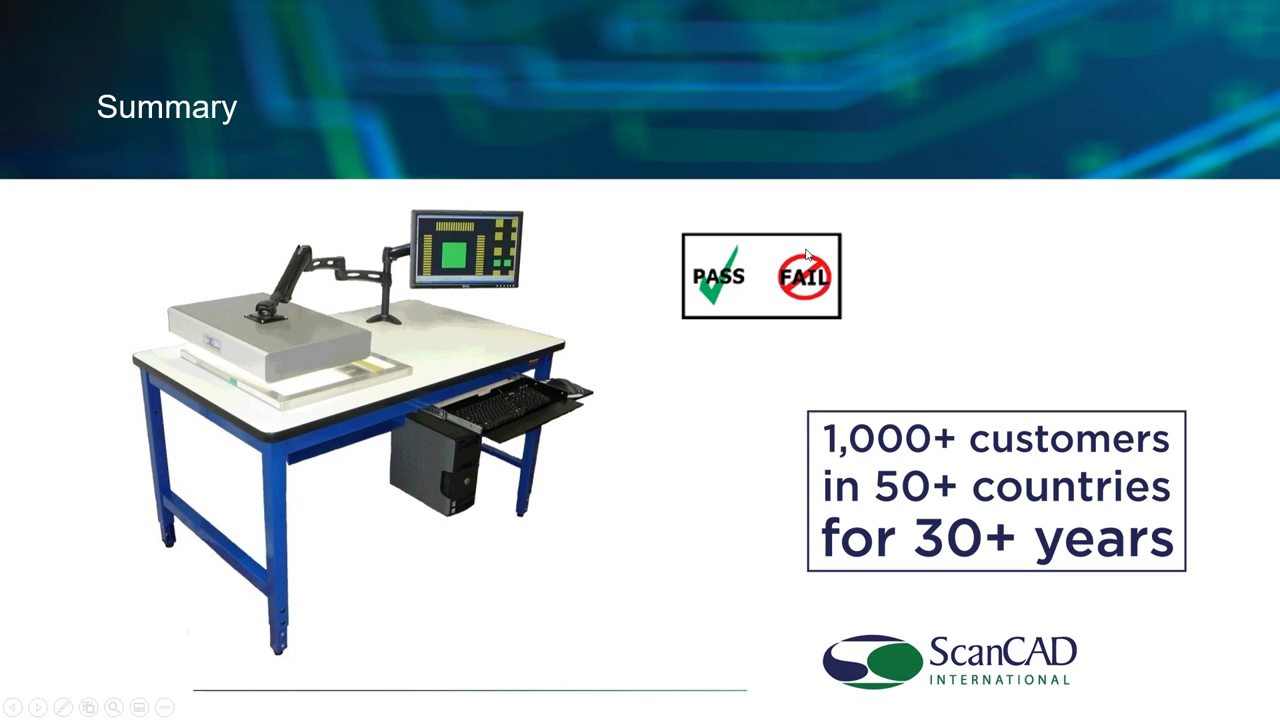 Summary
PASS FAIL
1,000+ customers
in 50+ countries
for 30+ years
ScanCAD
INTERNATIONAL